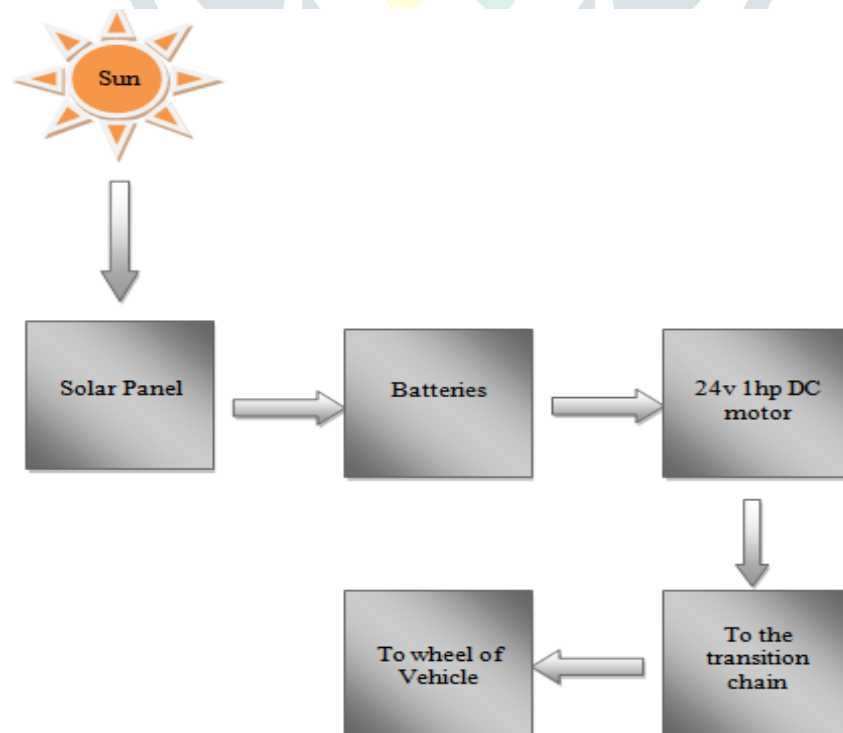 Sun
Solar Panel
Batteries
24v 1hp DC
motor
To the
transition
chain
To wheel of
Vehicle